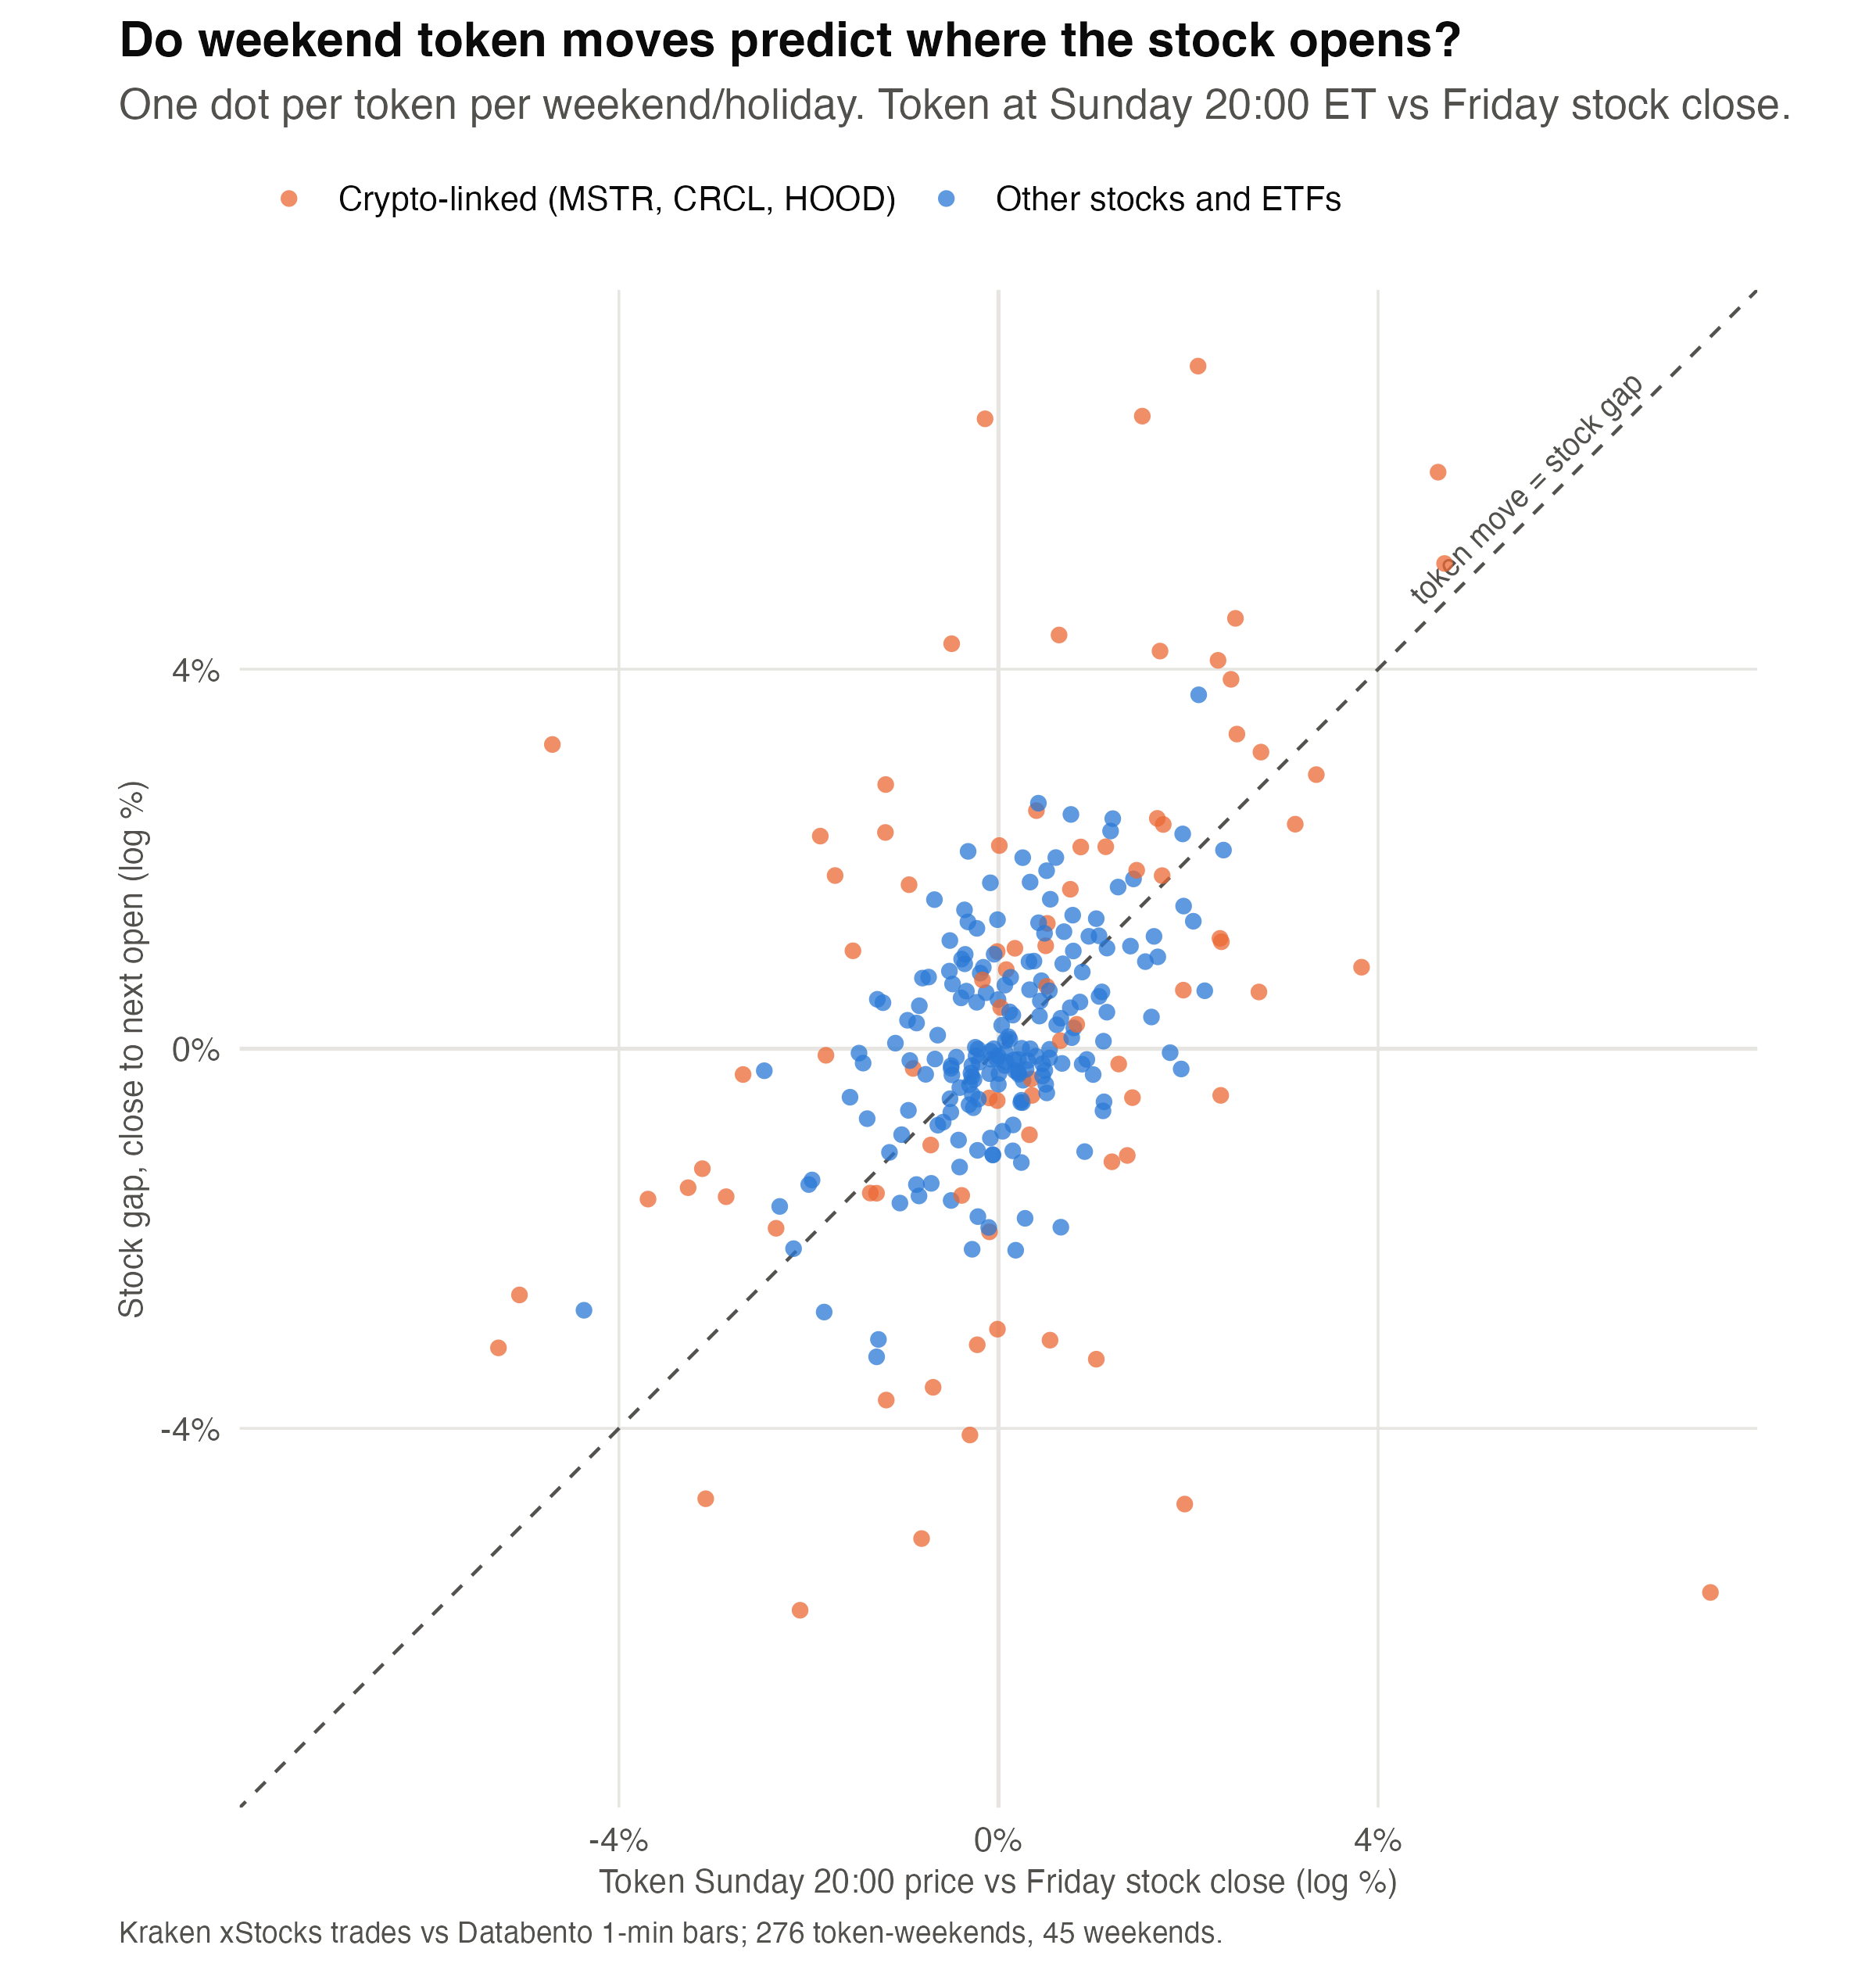 Do weekend token moves predict where the stock opens?
One dot per token per weekend/holiday. Token at Sunday 20:00 ET vs Friday stock close.
Crypto-linked (MSTR, CRCL, HOOD)
Other stocks and ETFs
token move = stock gap
4%
0%
-4%
Stock gap, close to next open (log %)
-4%
0%
4%
Token Sunday 20:00 price vs Friday stock close (log %)
Kraken xStocks trades vs Databento 1-min bars; 276 token-weekends, 45 weekends.